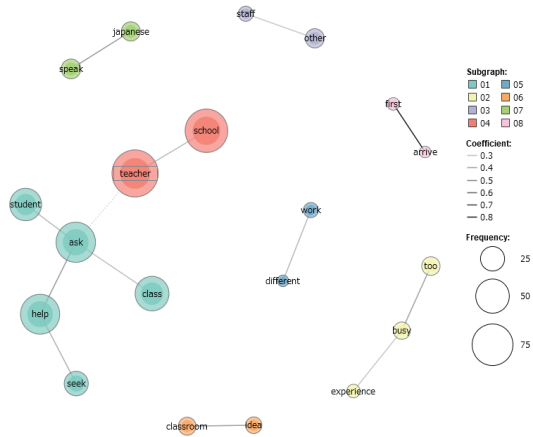 staff
japanese
other
speak
Subgraph:
01 05
02 06
03 07
04 08
first
school
Coefficient:
arrive
0.3
0.4
teacher
0.5
0.6
student
0.7
work
0.8
ask
Frequency:
too
25
different
class
50
help
busy
75
seek
experience
classroom
idea